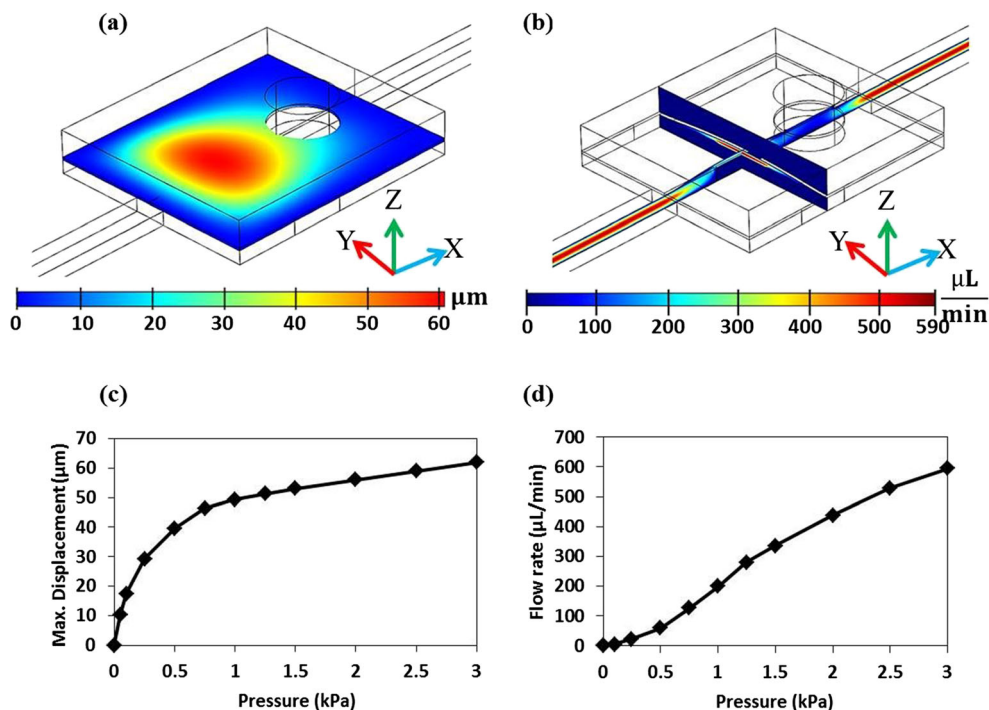 (a)
(b)
Z
Y
X
Z
Y
X
µm
0 10 20 30 40 50 60
µL
min
0 100 200 300 400 500 590
(c)
(d)
Max. Displacement (µm)
70
60
50
40
30
20
10
0
0 0.5 1 1.5 2 2.5 3
Pressure (kPa)
Flow rate (µL/min)
700
600
500
400
300
200
100
0
0 0.5 1 1.5 2 2.5 3
Pressure (kPa)